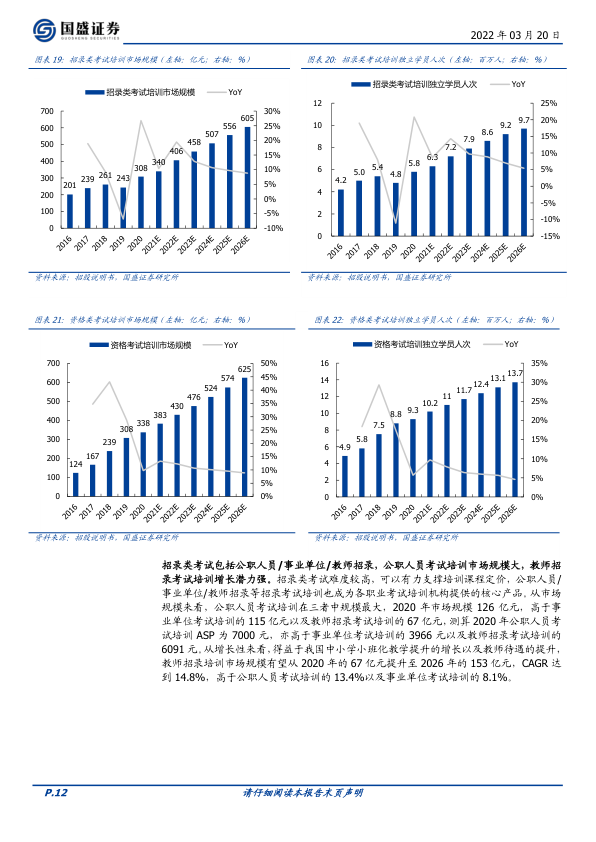 国盛证券
GUOSHENG SECURITIES
2022 年 03 月 20 日
图表 19：招录类考试培训市场规模（左轴：亿元；右轴：%）
图表 20：招录类考试培训独立学员人次（左轴：百万人；右轴：%）
招录类考试培训市场规模 YoY
700 600 500 400 300 200 100 0
201 239 261 243 308 340 406 458 507 556 605
30% 25% 20% 15% 10% 5% 0% -5% -10%
2016 2017 2018 2019 2020 2021E 2022E 2023E 2024E 2025E 2026E
招录类考试培训独立学员人次 YoY
12 10 8 6 4 2 0
4.2 5.0 5.4 4.8 5.8 6.3 7.2 7.9 8.6 9.2 9.7
25% 20% 15% 10% 5% 0% -5% -10% -15%
2016 2017 2018 2019 2020 2021E 2022E 2023E 2024E 2025E 2026E
资料来源：招股说明书，国盛证券研究所
资料来源：招股说明书，国盛证券研究所
图表 21：资格类考试培训市场规模（左轴：亿元；右轴：%）
图表 22：资格类考试培训独立学员人次（左轴：百万人；右轴：%）
资格考试培训市场规模 YoY
700 600 500 400 300 200 100 0
124 167 239 308 338 383 430 476 524 574 625
50% 45% 40% 35% 30% 25% 20% 15% 10% 5% 0%
2016 2017 2018 2019 2020 2021E 2022E 2023E 2024E 2025E 2026E
资格考试培训独立学员人次 YoY
16 14 12 10 8 6 4 2 0
4.9 5.8 7.5 8.8 9.3 10.2 11 11.7 12.4 13.1 13.7
35% 30% 25% 20% 15% 10% 5% 0%
2016 2017 2018 2019 2020 2021E 2022E 2023E 2024E 2025E 2026E
资料来源：招股说明书，国盛证券研究所
资料来源：招股说明书，国盛证券研究所
招录类考试包括公职人员/事业单位/教师招录，公职人员考试培训市场规模大，教师招
录考试培训增长潜力强。招录类考试难度较高，可以有力支撑培训课程定价，公职人员/
事业单位/教师招录等招录考试培训也成为各职业考试培训机构提供的核心产品。从市场
规模来看，公职人员考试培训在三者中规模最大，2020 年市场规模 126 亿元，高于事
业单位考试培训的 115 亿元以及教师招录考试培训的 67 亿元，测算 2020 年公职人员考
试培训 ASP 为 7000 元，亦高于事业单位考试培训的 3966 元以及教师招录考试培训的
6091 元。从增长性来看，得益于我国中小学小班化教学提升的增长以及教师待遇的提升，
教师招录培训市场规模有望从 2020 年的 67 亿元提升至 2026 年的 153 亿元，CAGR 达
到 14.8%，高于公职人员考试培训的 13.4%以及事业单位考试培训的 8.1%。
P.12
请仔细阅读本报告末页声明